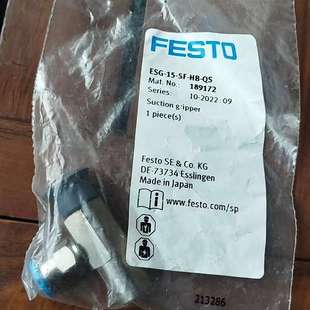 FESTO
ESG-15-SF-HB-QS
Mat. No.: 189172
Series: 10-2022:09
Suction gripper
1 piece(s)
Festo SE & Co. KG
DE-73734 Esslingen
Made in Japan
www.festo.com/sp
213286